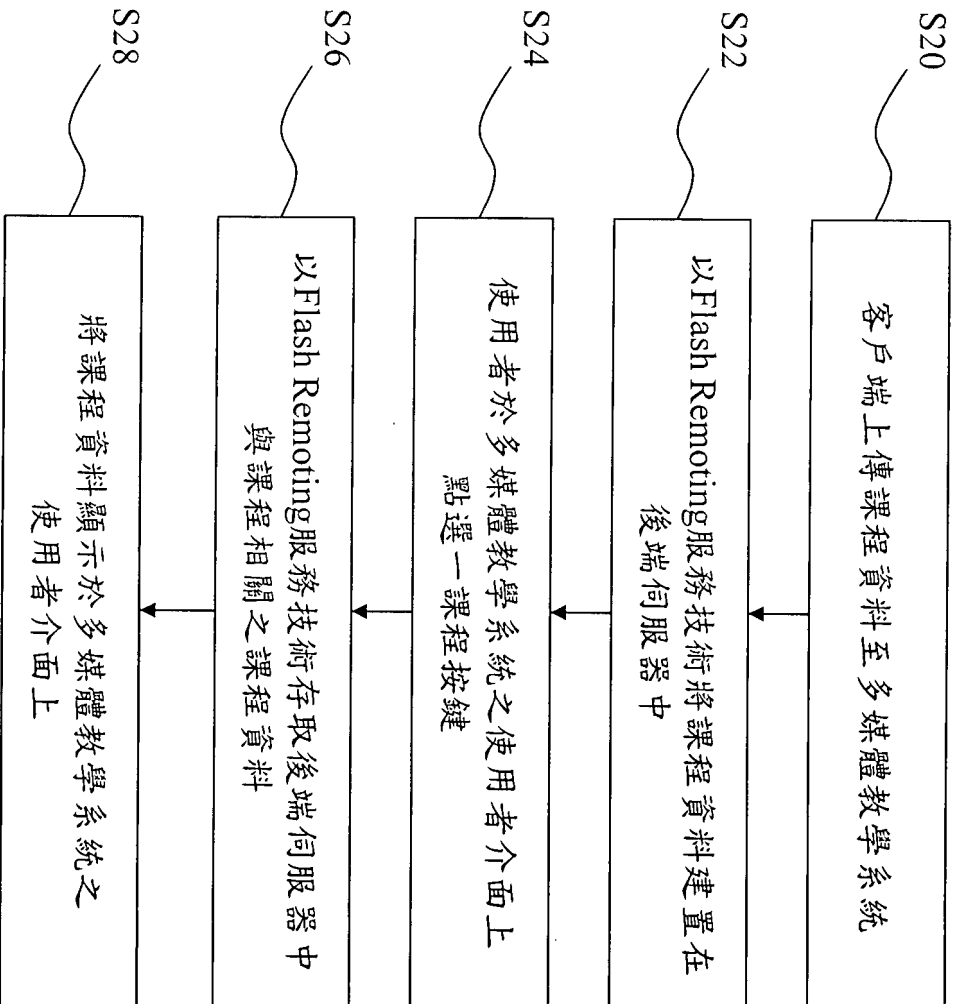 S20
客戶端上傳課程資料至多媒體教學系統
S22
以Flash Remoting服務技術將課程資料建置在
後端伺服器中
S24
使用者於多媒體教學系統之使用者介面上
點選一課程按鍵
S26
以Flash Remoting服務技術存取後端伺服器中
與課程相關之課程資料
S28
將課程資料顯示於多媒體教學系統之
使用者介面上